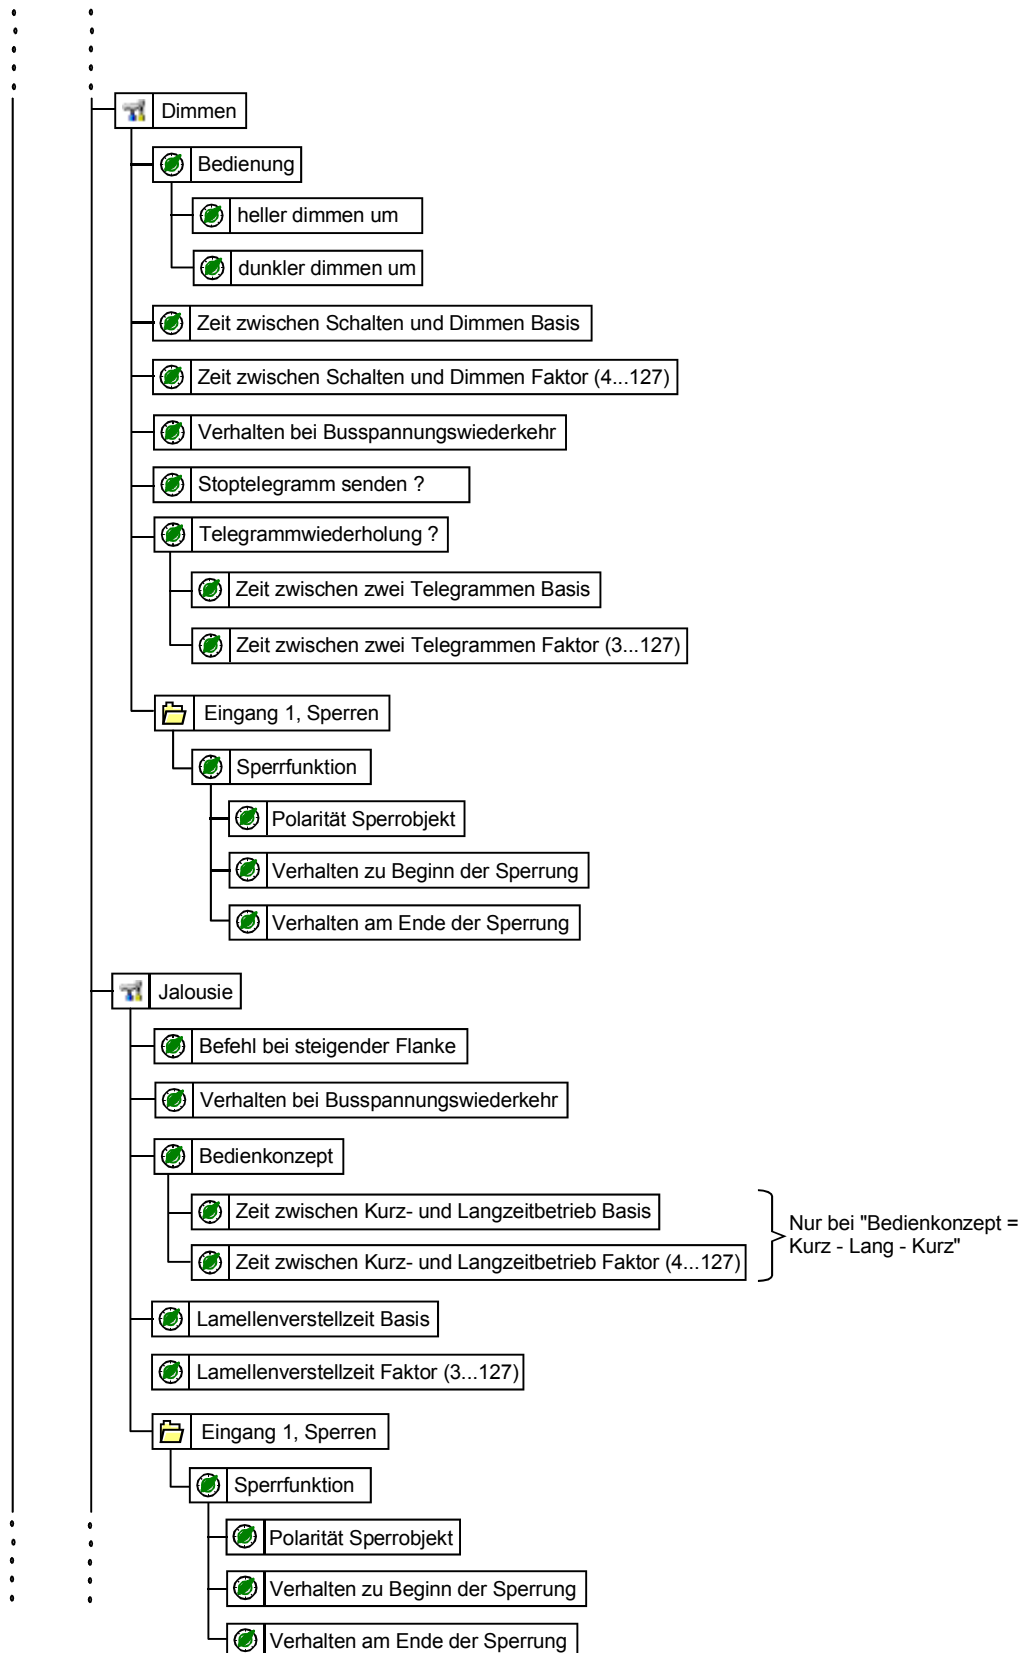 Dimmen
Bedienung
heller dimmen um
dunkler dimmen um
Zeit zwischen Schalten und Dimmen Basis
Zeit zwischen Schalten und Dimmen Faktor (4...127)
Verhalten bei Busspannungswiederkehr
Stoptelegramm senden ?
Telegrammwiederholung ?
Zeit zwischen zwei Telegrammen Basis
Zeit zwischen zwei Telegrammen Faktor (3...127)
Eingang 1, Sperren
Sperrfunktion
Polarität Sperrobjekt
Verhalten zu Beginn der Sperrung
Verhalten am Ende der Sperrung
Jalousie
Befehl bei steigender Flanke
Verhalten bei Busspannungswiederkehr
Bedienkonzept
Zeit zwischen Kurz- und Langzeitbetrieb Basis
Zeit zwischen Kurz- und Langzeitbetrieb Faktor (4...127)
Nur bei "Bedienkonzept =
Kurz - Lang - Kurz"
Lamellenverstellzeit Basis
Lamellenverstellzeit Faktor (3...127)
Eingang 1, Sperren
Sperrfunktion
Polarität Sperrobjekt
Verhalten zu Beginn der Sperrung
Verhalten am Ende der Sperrung